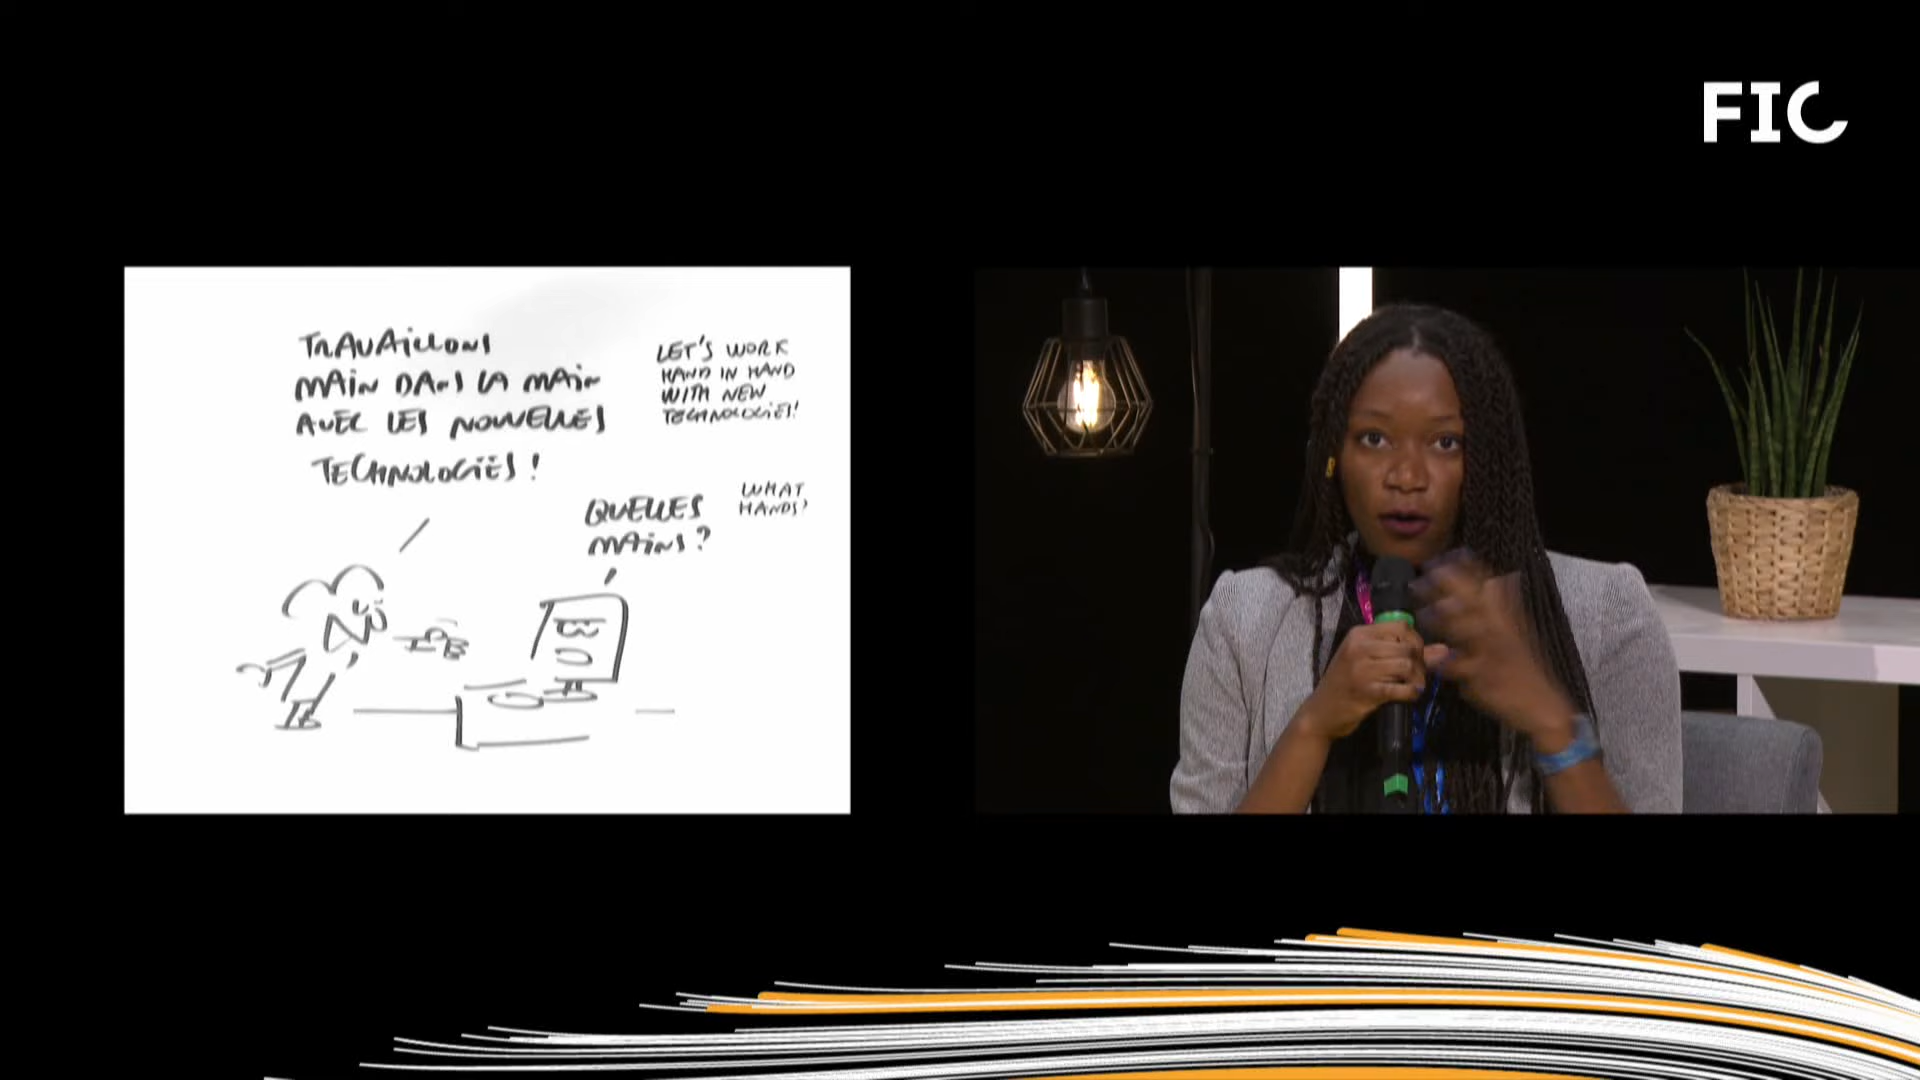 FIC
TRAVAILLONS
MAIN DANS LA MAIN
AVEC LES NOUVELLES
TECHNOLOGIES !
LET'S WORK
HAND IN HAND
WITH NEW
TECHNOLOGIES!
QUELLES
MAINS ?
WHAT
HANDS?